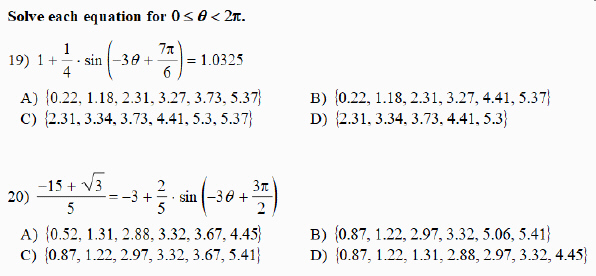 Solve each equation for 0 ≤ θ < 2π.
19) 1 + 1/4 · sin (−3θ + 7π/6) = 1.0325
A) {0.22, 1.18, 2.31, 3.27, 3.73, 5.37} B) {0.22, 1.18, 2.31, 3.27, 4.41, 5.37}
C) {2.31, 3.34, 3.73, 4.41, 5.3, 5.37} D) {2.31, 3.34, 3.73, 4.41, 5.3}
20) (−15 + √3)/5 = −3 + 2/5 · sin (−3θ + 3π/2)
A) {0.52, 1.31, 2.88, 3.32, 3.67, 4.45} B) {0.87, 1.22, 2.97, 3.32, 5.06, 5.41}
C) {0.87, 1.22, 2.97, 3.32, 3.67, 5.41} D) {0.87, 1.22, 1.31, 2.88, 2.97, 3.32, 4.45}